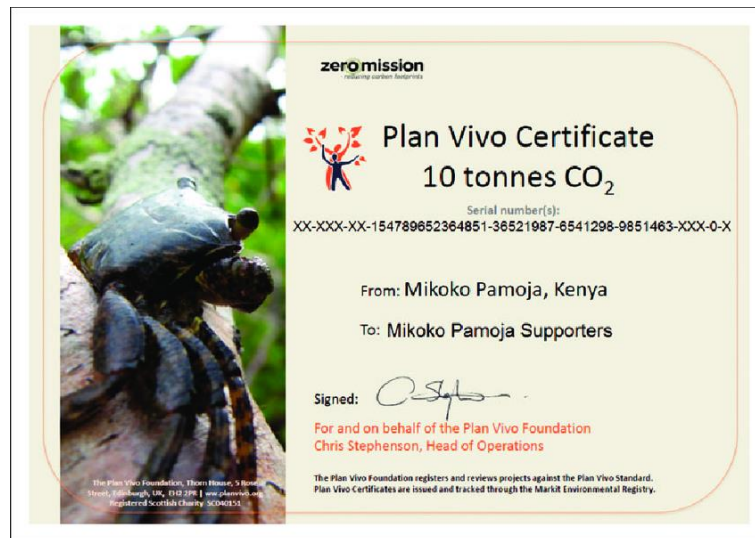 zeromission
reducing carbon footprints
Plan Vivo Certificate
10 tonnes CO₂
Serial number(s):
XX-XXX-XX-154789652364851-36521987-6541298-9851463-XXX-0-X
From: Mikoko Pamoja, Kenya
To: Mikoko Pamoja Supporters
Signed:
For and on behalf of the Plan Vivo Foundation
Chris Stephenson, Head of Operations
The Plan Vivo Foundation registers and reviews projects against the Plan Vivo Standard.
Plan Vivo Certificates are issued and tracked through the Markit Environmental Registry.
The Plan Vivo Foundation, Thorn House, 5 Rose
Street, Edinburgh, UK, EH2 2PR | ww.planvivo.org
Registered Scottish Charity SC040151